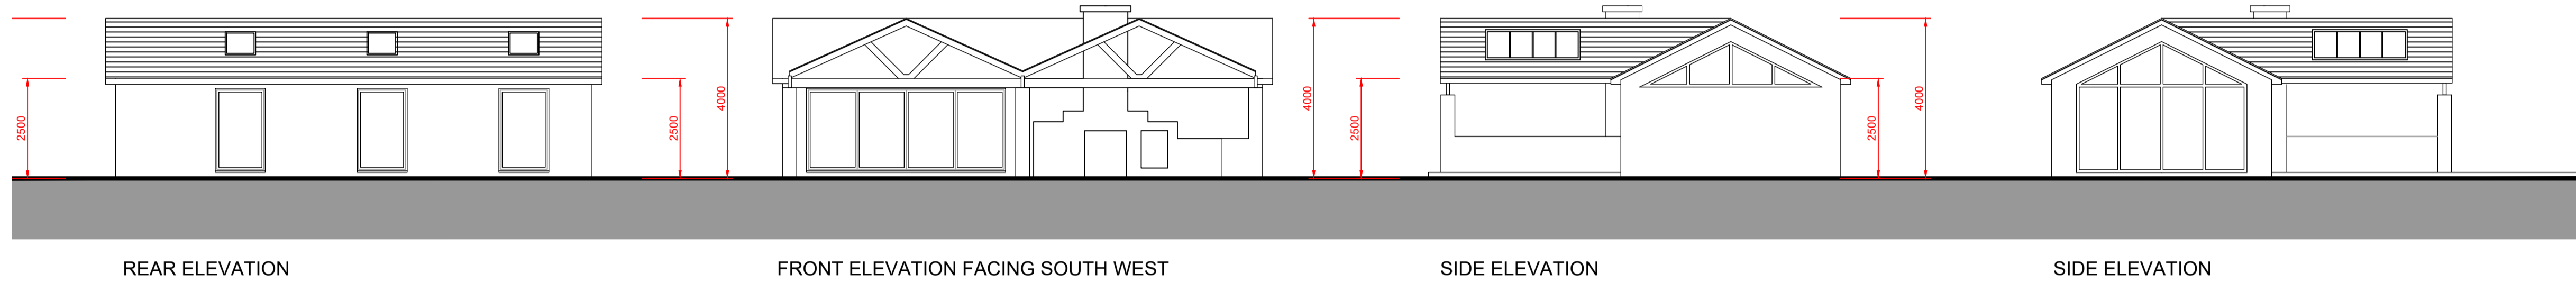 2500
2500
4000
4000
2500
2500
4000
REAR ELEVATION
FRONT ELEVATION FACING SOUTH WEST
SIDE ELEVATION
SIDE ELEVATION